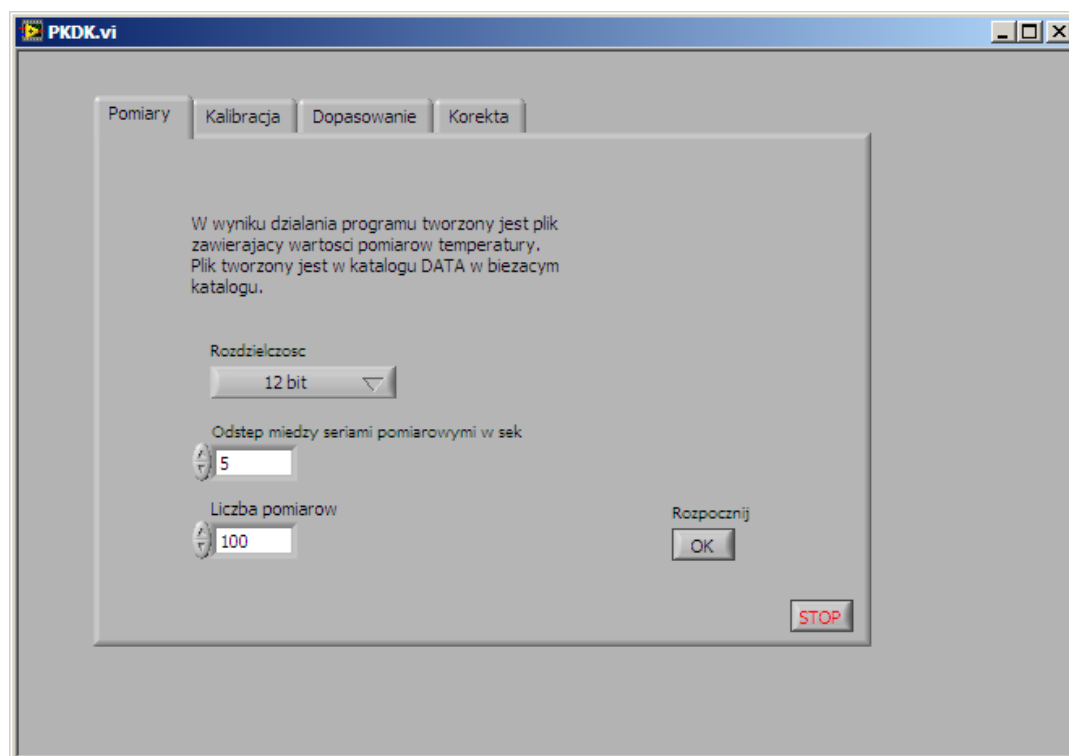 PKDK.vi
Pomiary Kalibracja Dopasowanie Korekta
W wyniku dzialania programu tworzony jest plik
zawierajacy wartosci pomiarow temperatury.
Plik tworzony jest w katalogu DATA w biezacym
katalogu.
Rozdzielczosc
12 bit
Odstep miedzy seriami pomiarowymi w sek
5
Liczba pomiarow
100
Rozpocznij
OK
STOP